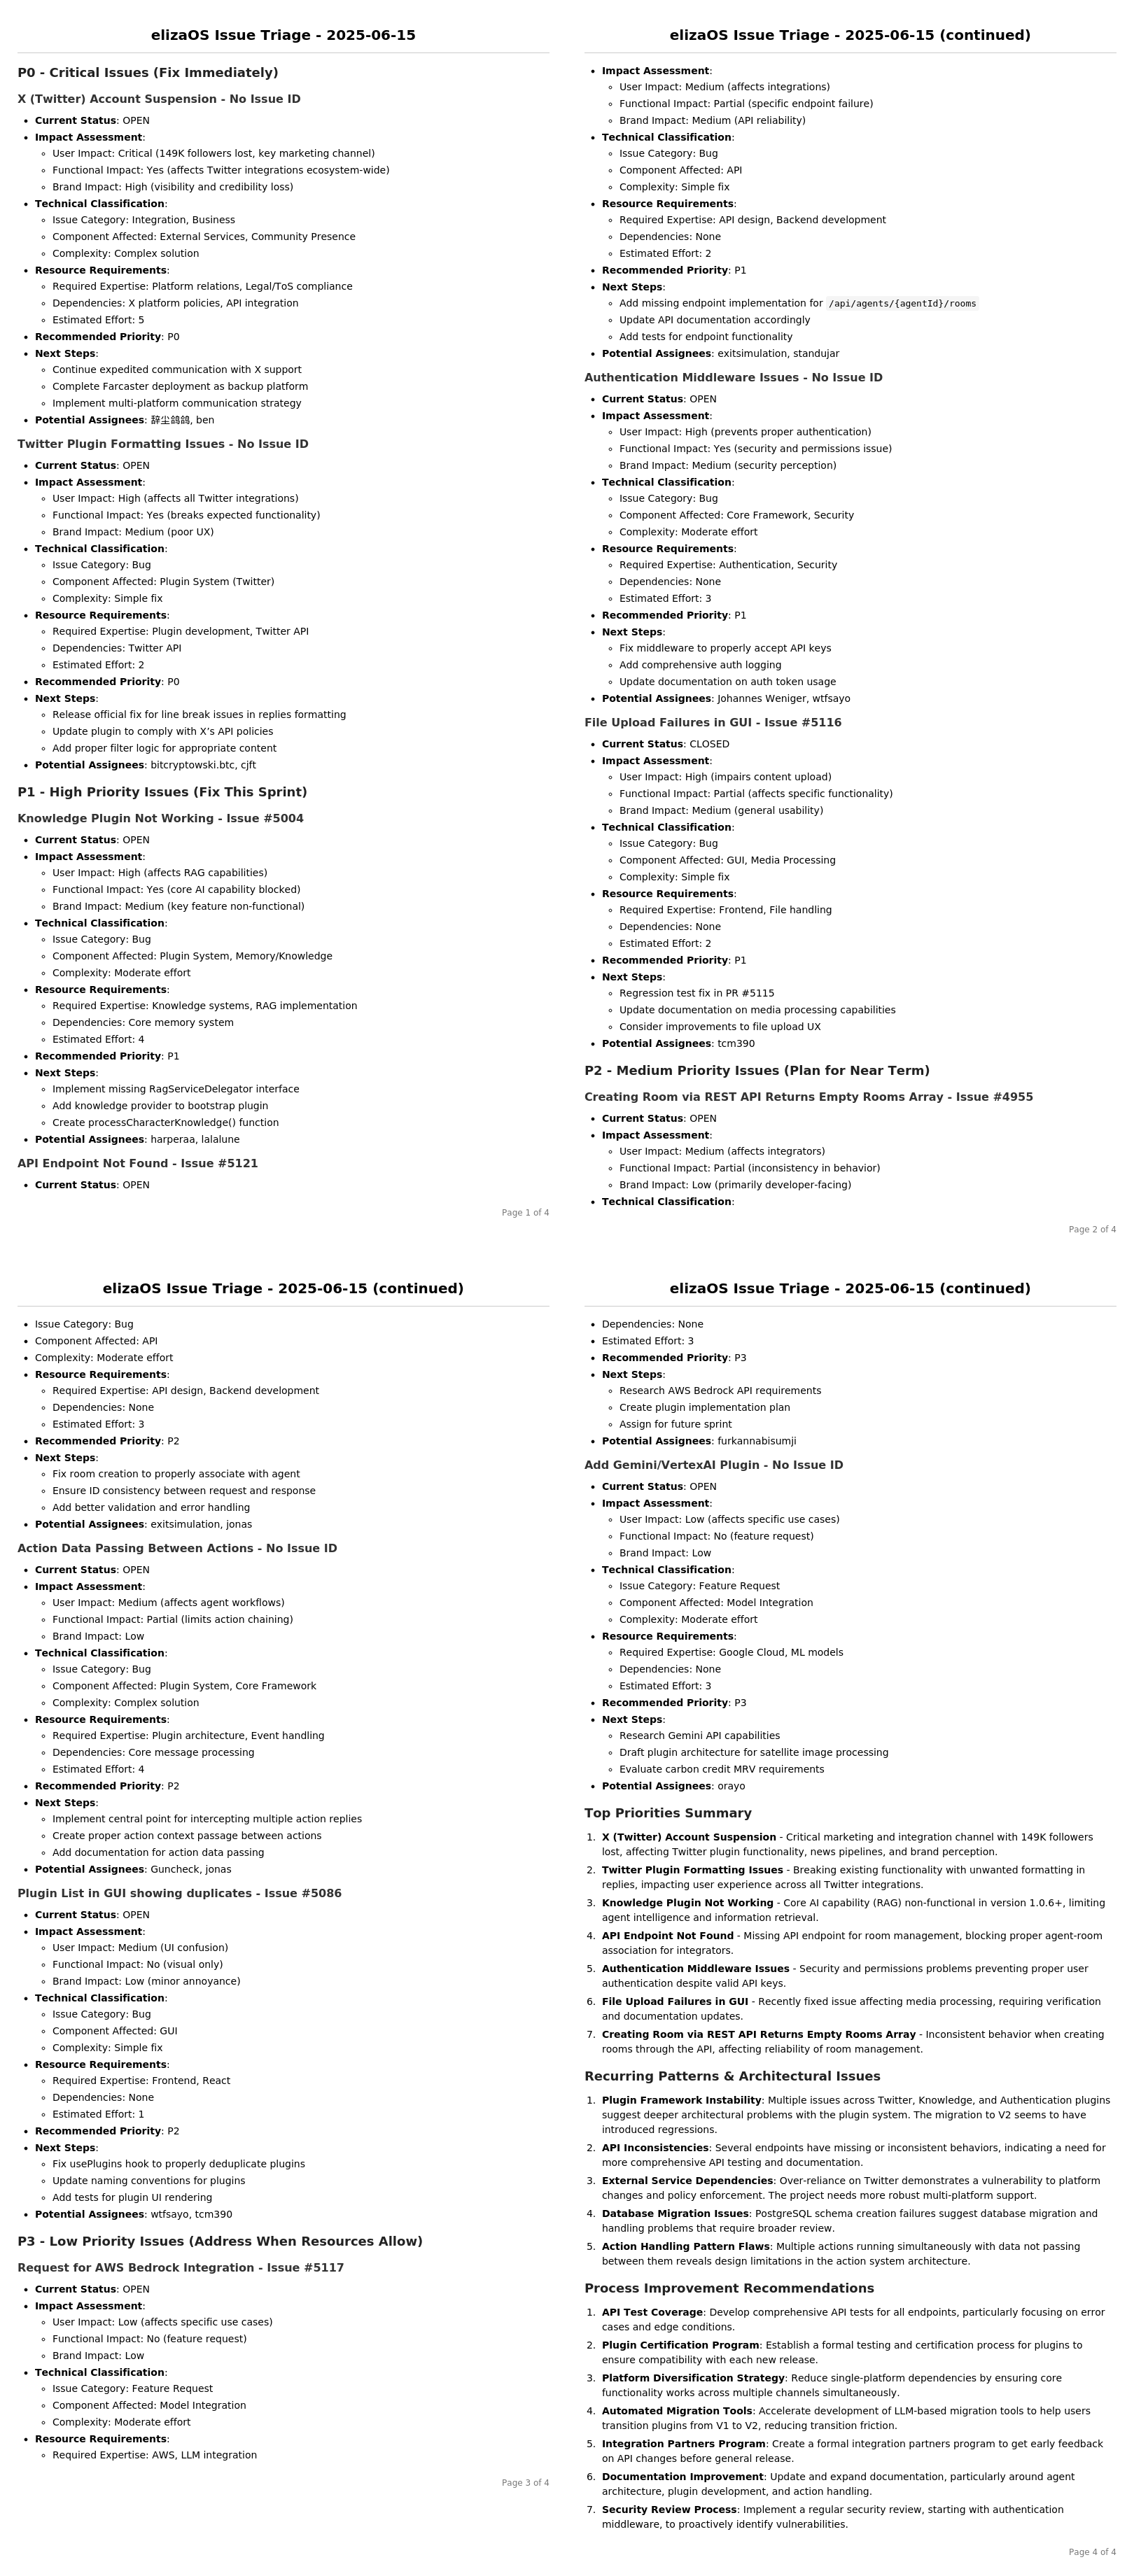 elizaOS Issue Triage - 2025-06-15
P0 - Critical Issues (Fix Immediately)
X (Twitter) Account Suspension - No Issue ID
• Current Status: OPEN
• Impact Assessment:
◦ User Impact: Critical (149K followers lost, key marketing channel)
◦ Functional Impact: Yes (affects Twitter integrations ecosystem-wide)
◦ Brand Impact: High (visibility and credibility loss)
• Technical Classification:
◦ Issue Category: Integration, Business
◦ Component Affected: External Services, Community Presence
◦ Complexity: Complex solution
• Resource Requirements:
◦ Required Expertise: Platform relations, Legal/ToS compliance
◦ Dependencies: X platform policies, API integration
◦ Estimated Effort: 5
• Recommended Priority: P0
• Next Steps:
◦ Continue expedited communication with X support
◦ Complete Farcaster deployment as backup platform
◦ Implement multi-platform communication strategy
• Potential Assignees: 辞尘鸽鸽, ben
Twitter Plugin Formatting Issues - No Issue ID
• Current Status: OPEN
• Impact Assessment:
◦ User Impact: High (affects all Twitter integrations)
◦ Functional Impact: Yes (breaks expected functionality)
◦ Brand Impact: Medium (poor UX)
• Technical Classification:
◦ Issue Category: Bug
◦ Component Affected: Plugin System (Twitter)
◦ Complexity: Simple fix
• Resource Requirements:
◦ Required Expertise: Plugin development, Twitter API
◦ Dependencies: Twitter API
◦ Estimated Effort: 2
• Recommended Priority: P0
• Next Steps:
◦ Release official fix for line break issues in replies formatting
◦ Update plugin to comply with X’s API policies
◦ Add proper filter logic for appropriate content
• Potential Assignees: bitcryptowski.btc, cjft
P1 - High Priority Issues (Fix This Sprint)
Knowledge Plugin Not Working - Issue #5004
• Current Status: OPEN
• Impact Assessment:
◦ User Impact: High (affects RAG capabilities)
◦ Functional Impact: Yes (core AI capability blocked)
◦ Brand Impact: Medium (key feature non-functional)
• Technical Classification:
◦ Issue Category: Bug
◦ Component Affected: Plugin System, Memory/Knowledge
◦ Complexity: Moderate effort
• Resource Requirements:
◦ Required Expertise: Knowledge systems, RAG implementation
◦ Dependencies: Core memory system
◦ Estimated Effort: 4
• Recommended Priority: P1
• Next Steps:
◦ Implement missing RagServiceDelegator interface
◦ Add knowledge provider to bootstrap plugin
◦ Create processCharacterKnowledge() function
• Potential Assignees: harperaa, lalalune
API Endpoint Not Found - Issue #5121
• Current Status: OPEN
Page 1 of 4
elizaOS Issue Triage - 2025-06-15 (continued)
• Impact Assessment:
◦ User Impact: Medium (affects integrations)
◦ Functional Impact: Partial (specific endpoint failure)
◦ Brand Impact: Medium (API reliability)
• Technical Classification:
◦ Issue Category: Bug
◦ Component Affected: API
◦ Complexity: Simple fix
• Resource Requirements:
◦ Required Expertise: API design, Backend development
◦ Dependencies: None
◦ Estimated Effort: 2
• Recommended Priority: P1
• Next Steps:
◦ Add missing endpoint implementation for /api/agents/{agentId}/rooms
◦ Update API documentation accordingly
◦ Add tests for endpoint functionality
• Potential Assignees: exitsimulation, standujar
Authentication Middleware Issues - No Issue ID
• Current Status: OPEN
• Impact Assessment:
◦ User Impact: High (prevents proper authentication)
◦ Functional Impact: Yes (security and permissions issue)
◦ Brand Impact: Medium (security perception)
• Technical Classification:
◦ Issue Category: Bug
◦ Component Affected: Core Framework, Security
◦ Complexity: Moderate effort
• Resource Requirements:
◦ Required Expertise: Authentication, Security
◦ Dependencies: None
◦ Estimated Effort: 3
• Recommended Priority: P1
• Next Steps:
◦ Fix middleware to properly accept API keys
◦ Add comprehensive auth logging
◦ Update documentation on auth token usage
• Potential Assignees: Johannes Weniger, wtfsayo
File Upload Failures in GUI - Issue #5116
• Current Status: CLOSED
• Impact Assessment:
◦ User Impact: High (impairs content upload)
◦ Functional Impact: Partial (affects specific functionality)
◦ Brand Impact: Medium (general usability)
• Technical Classification:
◦ Issue Category: Bug
◦ Component Affected: GUI, Media Processing
◦ Complexity: Simple fix
• Resource Requirements:
◦ Required Expertise: Frontend, File handling
◦ Dependencies: None
◦ Estimated Effort: 2
• Recommended Priority: P1
• Next Steps:
◦ Regression test fix in PR #5115
◦ Update documentation on media processing capabilities
◦ Consider improvements to file upload UX
• Potential Assignees: tcm390
P2 - Medium Priority Issues (Plan for Near Term)
Creating Room via REST API Returns Empty Rooms Array - Issue #4955
• Current Status: OPEN
• Impact Assessment:
◦ User Impact: Medium (affects integrators)
◦ Functional Impact: Partial (inconsistency in behavior)
◦ Brand Impact: Low (primarily developer-facing)
• Technical Classification:
Page 2 of 4
elizaOS Issue Triage - 2025-06-15 (continued)
• Issue Category: Bug
• Component Affected: API
• Complexity: Moderate effort
• Resource Requirements:
◦ Required Expertise: API design, Backend development
◦ Dependencies: None
◦ Estimated Effort: 3
• Recommended Priority: P2
• Next Steps:
◦ Fix room creation to properly associate with agent
◦ Ensure ID consistency between request and response
◦ Add better validation and error handling
• Potential Assignees: exitsimulation, jonas
Action Data Passing Between Actions - No Issue ID
• Current Status: OPEN
• Impact Assessment:
◦ User Impact: Medium (affects agent workflows)
◦ Functional Impact: Partial (limits action chaining)
◦ Brand Impact: Low
• Technical Classification:
◦ Issue Category: Bug
◦ Component Affected: Plugin System, Core Framework
◦ Complexity: Complex solution
• Resource Requirements:
◦ Required Expertise: Plugin architecture, Event handling
◦ Dependencies: Core message processing
◦ Estimated Effort: 4
• Recommended Priority: P2
• Next Steps:
◦ Implement central point for intercepting multiple action replies
◦ Create proper action context passage between actions
◦ Add documentation for action data passing
• Potential Assignees: Guncheck, jonas
Plugin List in GUI showing duplicates - Issue #5086
• Current Status: OPEN
• Impact Assessment:
◦ User Impact: Medium (UI confusion)
◦ Functional Impact: No (visual only)
◦ Brand Impact: Low (minor annoyance)
• Technical Classification:
◦ Issue Category: Bug
◦ Component Affected: GUI
◦ Complexity: Simple fix
• Resource Requirements:
◦ Required Expertise: Frontend, React
◦ Dependencies: None
◦ Estimated Effort: 1
• Recommended Priority: P2
• Next Steps:
◦ Fix usePlugins hook to properly deduplicate plugins
◦ Update naming conventions for plugins
◦ Add tests for plugin UI rendering
• Potential Assignees: wtfsayo, tcm390
P3 - Low Priority Issues (Address When Resources Allow)
Request for AWS Bedrock Integration - Issue #5117
• Current Status: OPEN
• Impact Assessment:
◦ User Impact: Low (affects specific use cases)
◦ Functional Impact: No (feature request)
◦ Brand Impact: Low
• Technical Classification:
◦ Issue Category: Feature Request
◦ Component Affected: Model Integration
◦ Complexity: Moderate effort
• Resource Requirements:
◦ Required Expertise: AWS, LLM integration
Page 3 of 4
elizaOS Issue Triage - 2025-06-15 (continued)
• Dependencies: None
• Estimated Effort: 3
• Recommended Priority: P3
• Next Steps:
◦ Research AWS Bedrock API requirements
◦ Create plugin implementation plan
◦ Assign for future sprint
• Potential Assignees: furkannabisumji
Add Gemini/VertexAI Plugin - No Issue ID
• Current Status: OPEN
• Impact Assessment:
◦ User Impact: Low (affects specific use cases)
◦ Functional Impact: No (feature request)
◦ Brand Impact: Low
• Technical Classification:
◦ Issue Category: Feature Request
◦ Component Affected: Model Integration
◦ Complexity: Moderate effort
• Resource Requirements:
◦ Required Expertise: Google Cloud, ML models
◦ Dependencies: None
◦ Estimated Effort: 3
• Recommended Priority: P3
• Next Steps:
◦ Research Gemini API capabilities
◦ Draft plugin architecture for satellite image processing
◦ Evaluate carbon credit MRV requirements
• Potential Assignees: orayo
Top Priorities Summary
1. X (Twitter) Account Suspension - Critical marketing and integration channel with 149K followers
lost, affecting Twitter plugin functionality, news pipelines, and brand perception.
2. Twitter Plugin Formatting Issues - Breaking existing functionality with unwanted formatting in
replies, impacting user experience across all Twitter integrations.
3. Knowledge Plugin Not Working - Core AI capability (RAG) non-functional in version 1.0.6+, limiting
agent intelligence and information retrieval.
4. API Endpoint Not Found - Missing API endpoint for room management, blocking proper agent-room
association for integrators.
5. Authentication Middleware Issues - Security and permissions problems preventing proper user
authentication despite valid API keys.
6. File Upload Failures in GUI - Recently fixed issue affecting media processing, requiring verification
and documentation updates.
7. Creating Room via REST API Returns Empty Rooms Array - Inconsistent behavior when creating
rooms through the API, affecting reliability of room management.
Recurring Patterns & Architectural Issues
1. Plugin Framework Instability: Multiple issues across Twitter, Knowledge, and Authentication plugins
suggest deeper architectural problems with the plugin system. The migration to V2 seems to have
introduced regressions.
2. API Inconsistencies: Several endpoints have missing or inconsistent behaviors, indicating a need for
more comprehensive API testing and documentation.
3. External Service Dependencies: Over-reliance on Twitter demonstrates a vulnerability to platform
changes and policy enforcement. The project needs more robust multi-platform support.
4. Database Migration Issues: PostgreSQL schema creation failures suggest database migration and
handling problems that require broader review.
5. Action Handling Pattern Flaws: Multiple actions running simultaneously with data not passing
between them reveals design limitations in the action system architecture.
Process Improvement Recommendations
1. API Test Coverage: Develop comprehensive API tests for all endpoints, particularly focusing on error
cases and edge conditions.
2. Plugin Certification Program: Establish a formal testing and certification process for plugins to
ensure compatibility with each new release.
3. Platform Diversification Strategy: Reduce single-platform dependencies by ensuring core
functionality works across multiple channels simultaneously.
4. Automated Migration Tools: Accelerate development of LLM-based migration tools to help users
transition plugins from V1 to V2, reducing transition friction.
5. Integration Partners Program: Create a formal integration partners program to get early feedback
on API changes before general release.
6. Documentation Improvement: Update and expand documentation, particularly around agent
architecture, plugin development, and action handling.
7. Security Review Process: Implement a regular security review, starting with authentication
middleware, to proactively identify vulnerabilities.
Page 4 of 4